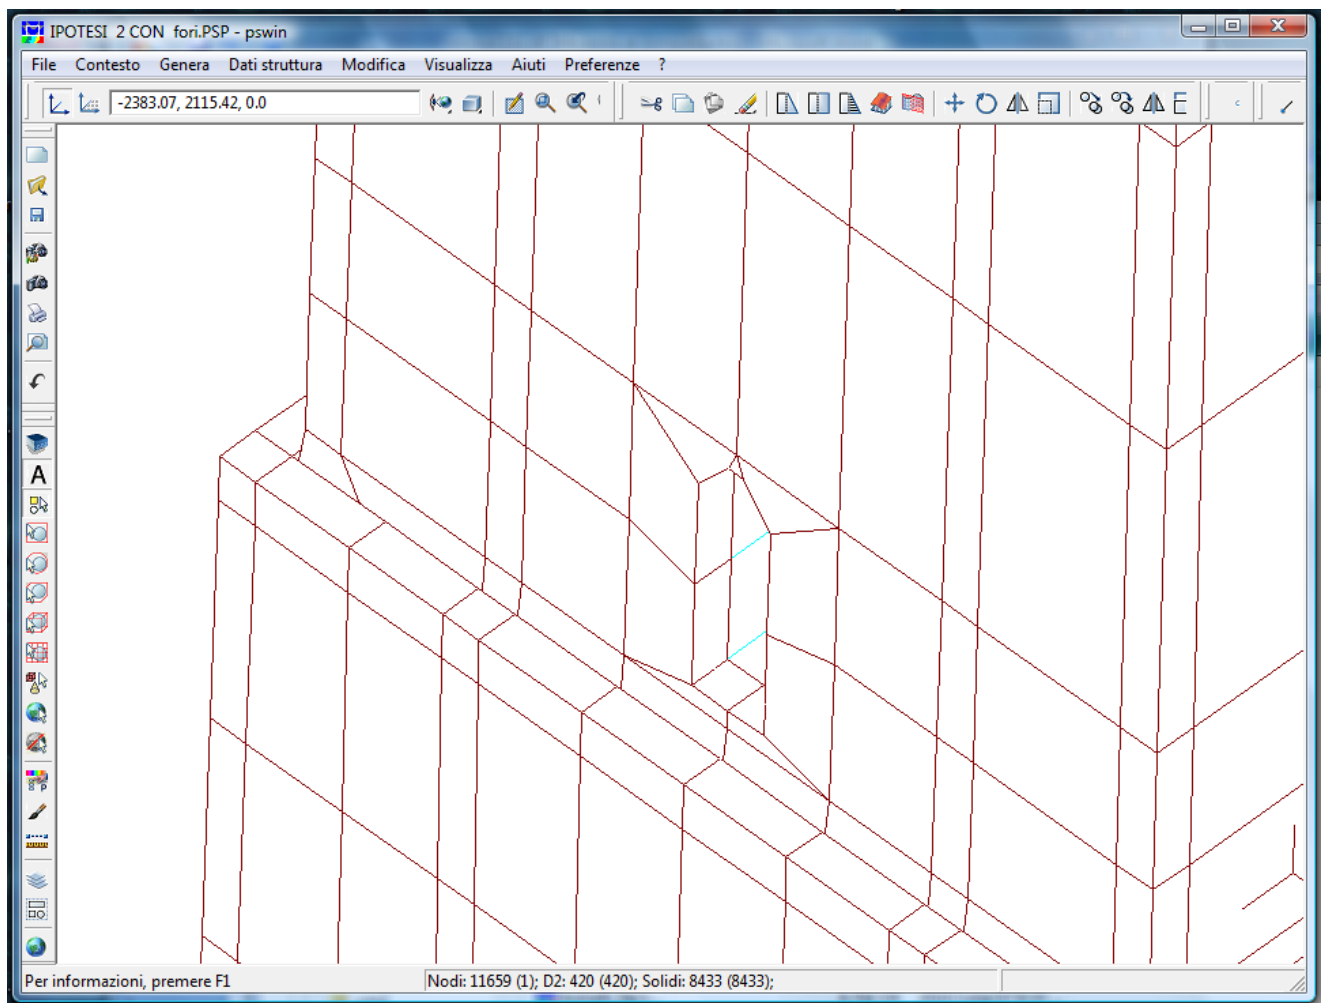 IPOTESI 2 CON fori.PSP - pswin
File Contesto Genera Dati struttura Modifica Visualizza Aiuti Preferenze ?
-2383.07, 2115.42, 0.0
A
Per informazioni, premere F1 Nodi: 11659 (1); D2: 420 (420); Solidi: 8433 (8433);